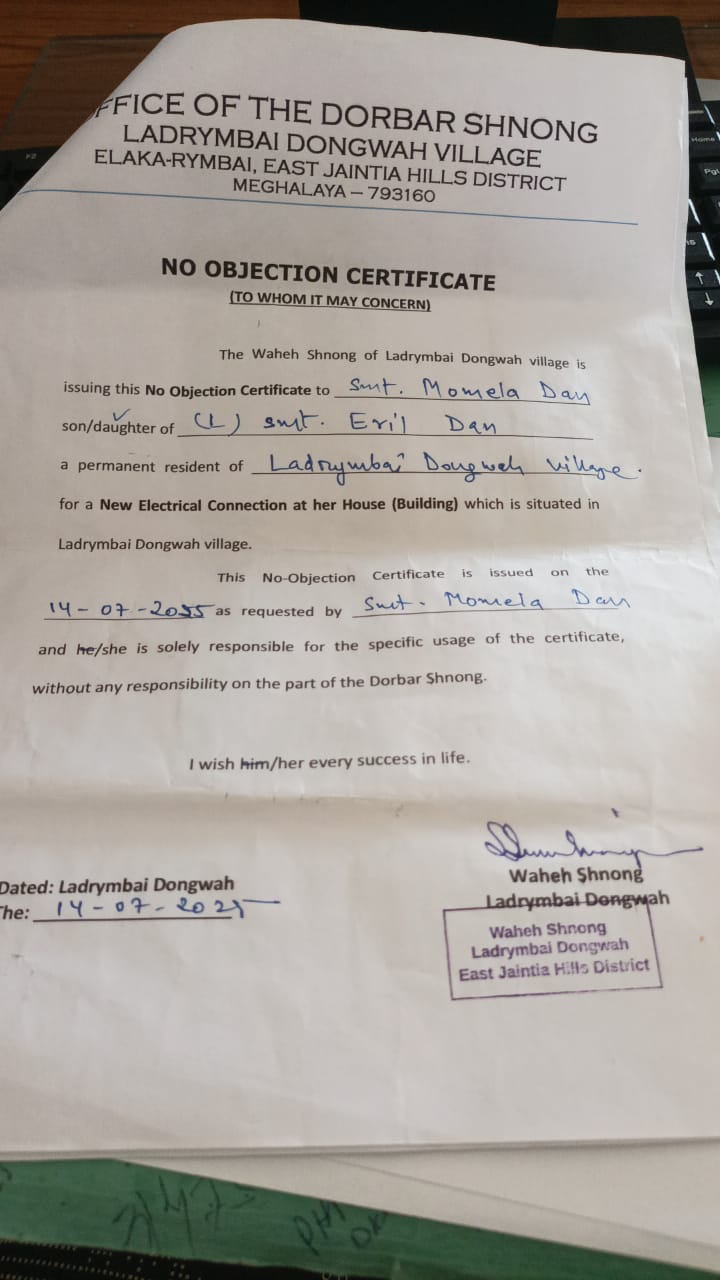 FFICE OF THE DORBAR SHNONG
LADRYMBAI DONGWAH VILLAGE
ELAKA-RYMBAI, EAST JAINTIA HILLS DISTRICT
MEGHALAYA – 793160
NO OBJECTION CERTIFICATE
(TO WHOM IT MAY CONCERN)
The Waheh Shnong of Ladrymbai Dongwah village is
issuing this No Objection Certificate to Smt. Momela Dan
son/daughter of (L) smt. Eril Dan
a permanent resident of Ladrymbai Dongwah village.
for a New Electrical Connection at her House (Building) which is situated in
Ladrymbai Dongwah village.
This No-Objection Certificate is issued on the
14-07-2025 as requested by Smt. Momela Dan
and he/she is solely responsible for the specific usage of the certificate,
without any responsibility on the part of the Dorbar Shnong.
I wish him/her every success in life.
Waheh Shnong
Ladrymbai Dongwah
Dated: Ladrymbai Dongwah
The: 14-07-2025
Waheh Shnong
Ladrymbai Dongwah
East Jaintia Hills District
Home
PgU
F2